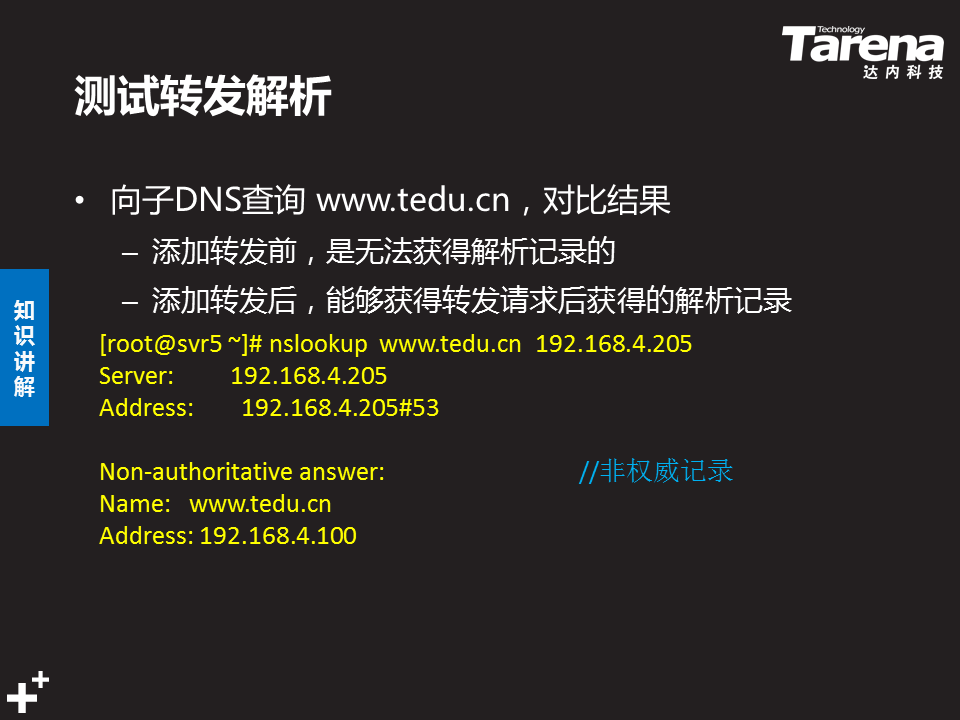 Technology
Tarena
达内科技
测试转发解析
• 向子DNS查询 www.tedu.cn，对比结果
– 添加转发前，是无法获得解析记录的
– 添加转发后，能够获得转发请求后获得的解析记录
知识讲解
[root@svr5 ~]# nslookup www.tedu.cn 192.168.4.205
Server: 192.168.4.205
Address: 192.168.4.205#53
Non-authoritative answer: //非权威记录
Name: www.tedu.cn
Address: 192.168.4.100